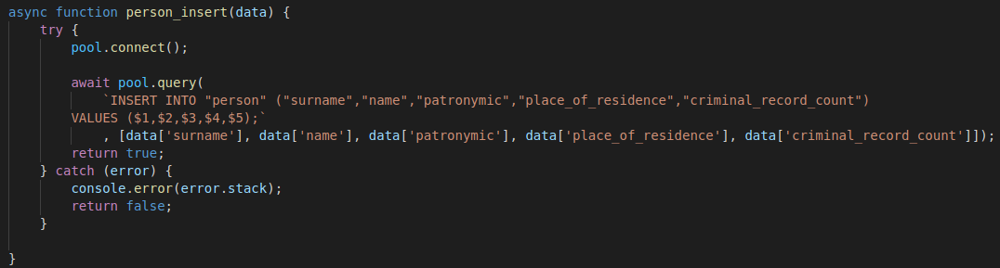 async function person_insert(data) {
    try {
        pool.connect();

        await pool.query(
            `INSERT INTO "person" ("surname","name","patronymic","place_of_residence","criminal_record_count")
        VALUES ($1,$2,$3,$4,$5);`
            , [data['surname'], data['name'], data['patronymic'], data['place_of_residence'], data['criminal_record_count']]);
        return true;
    } catch (error) {
        console.error(error.stack);
        return false;
    }

}